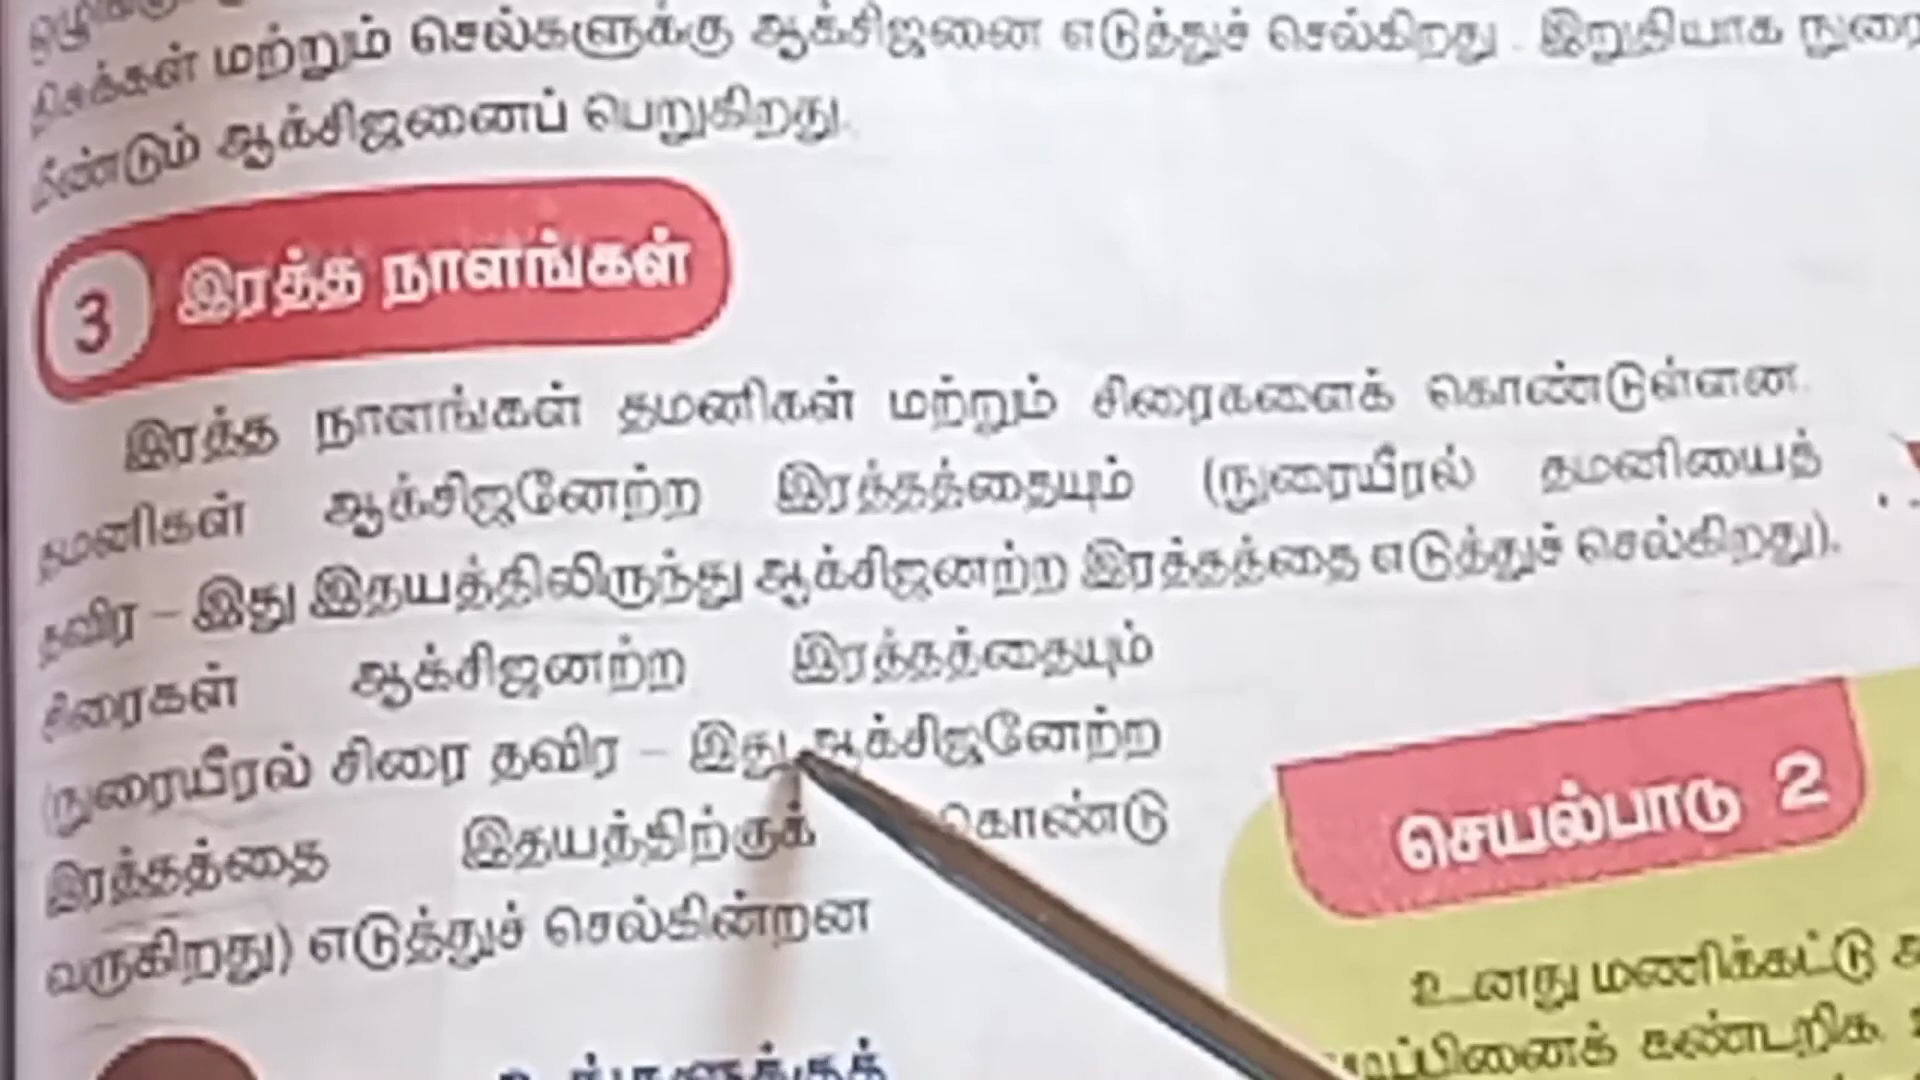 திசுக்கள் மற்றும் செல்களுக்கு ஆக்சிஜனை எடுத்துச் செல்கிறது . இறுதியாக
மீண்டும் ஆக்சிஜனைப் பெறுகிறது.
3 இரத்த நாளங்கள்
இரத்த நாளங்கள் தமனிகள் மற்றும் சிரைகளைக் கொண்டுள்ளன.
தமனிகள் ஆக்சிஜனேற்ற இரத்தத்தையும் (நுரையீரல் தமனியைத்
தவிர – இது இதயத்திலிருந்து ஆக்சிஜனற்ற இரத்தத்தை எடுத்துச் செல்கிறது).
சிரைகள் ஆக்சிஜனற்ற இரத்தத்தையும்
(நுரையீரல் சிரை தவிர – இது ஆக்சிஜனேற்ற
இரத்தத்தை இதயத்திற்குக் கொண்டு
வருகிறது) எடுத்துச் செல்கின்றன
செயல்பாடு 2
உனது மணிக்கட்டு
கண்டறிக.